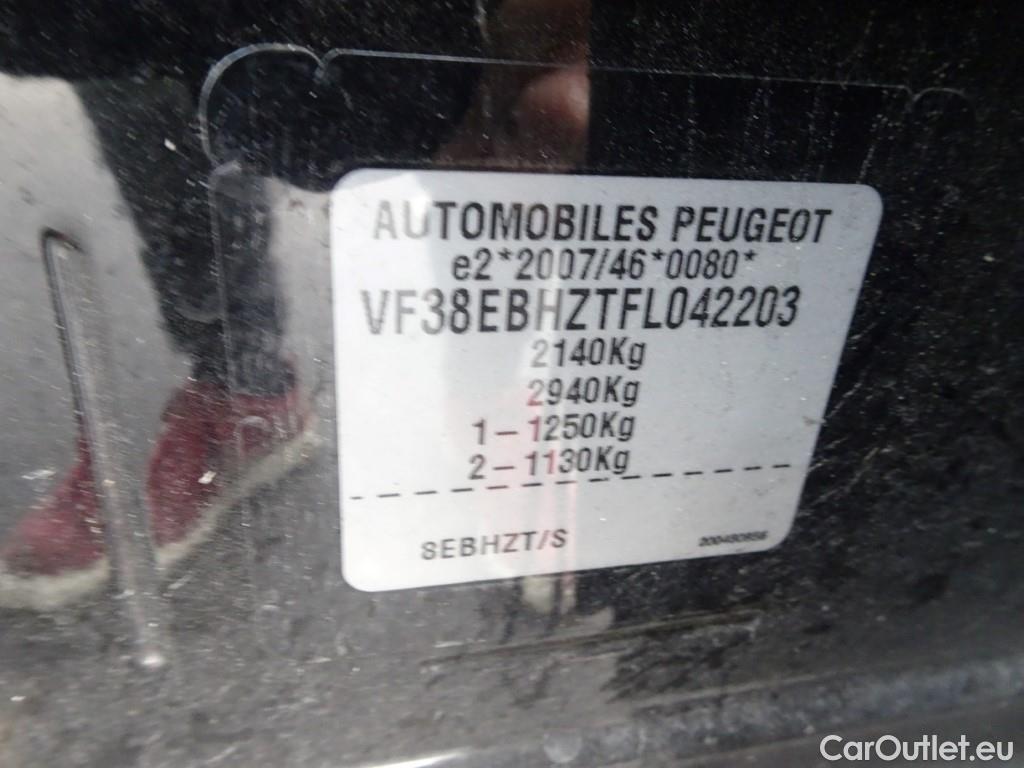 AUTOMOBILES PEUGEOT
e2*2007/46*0080*
VF38EBHZTFL042203
2140Kg
2940Kg
1-1250Kg
2-1130Kg
8EBHZT/S
CarOutlet.eu